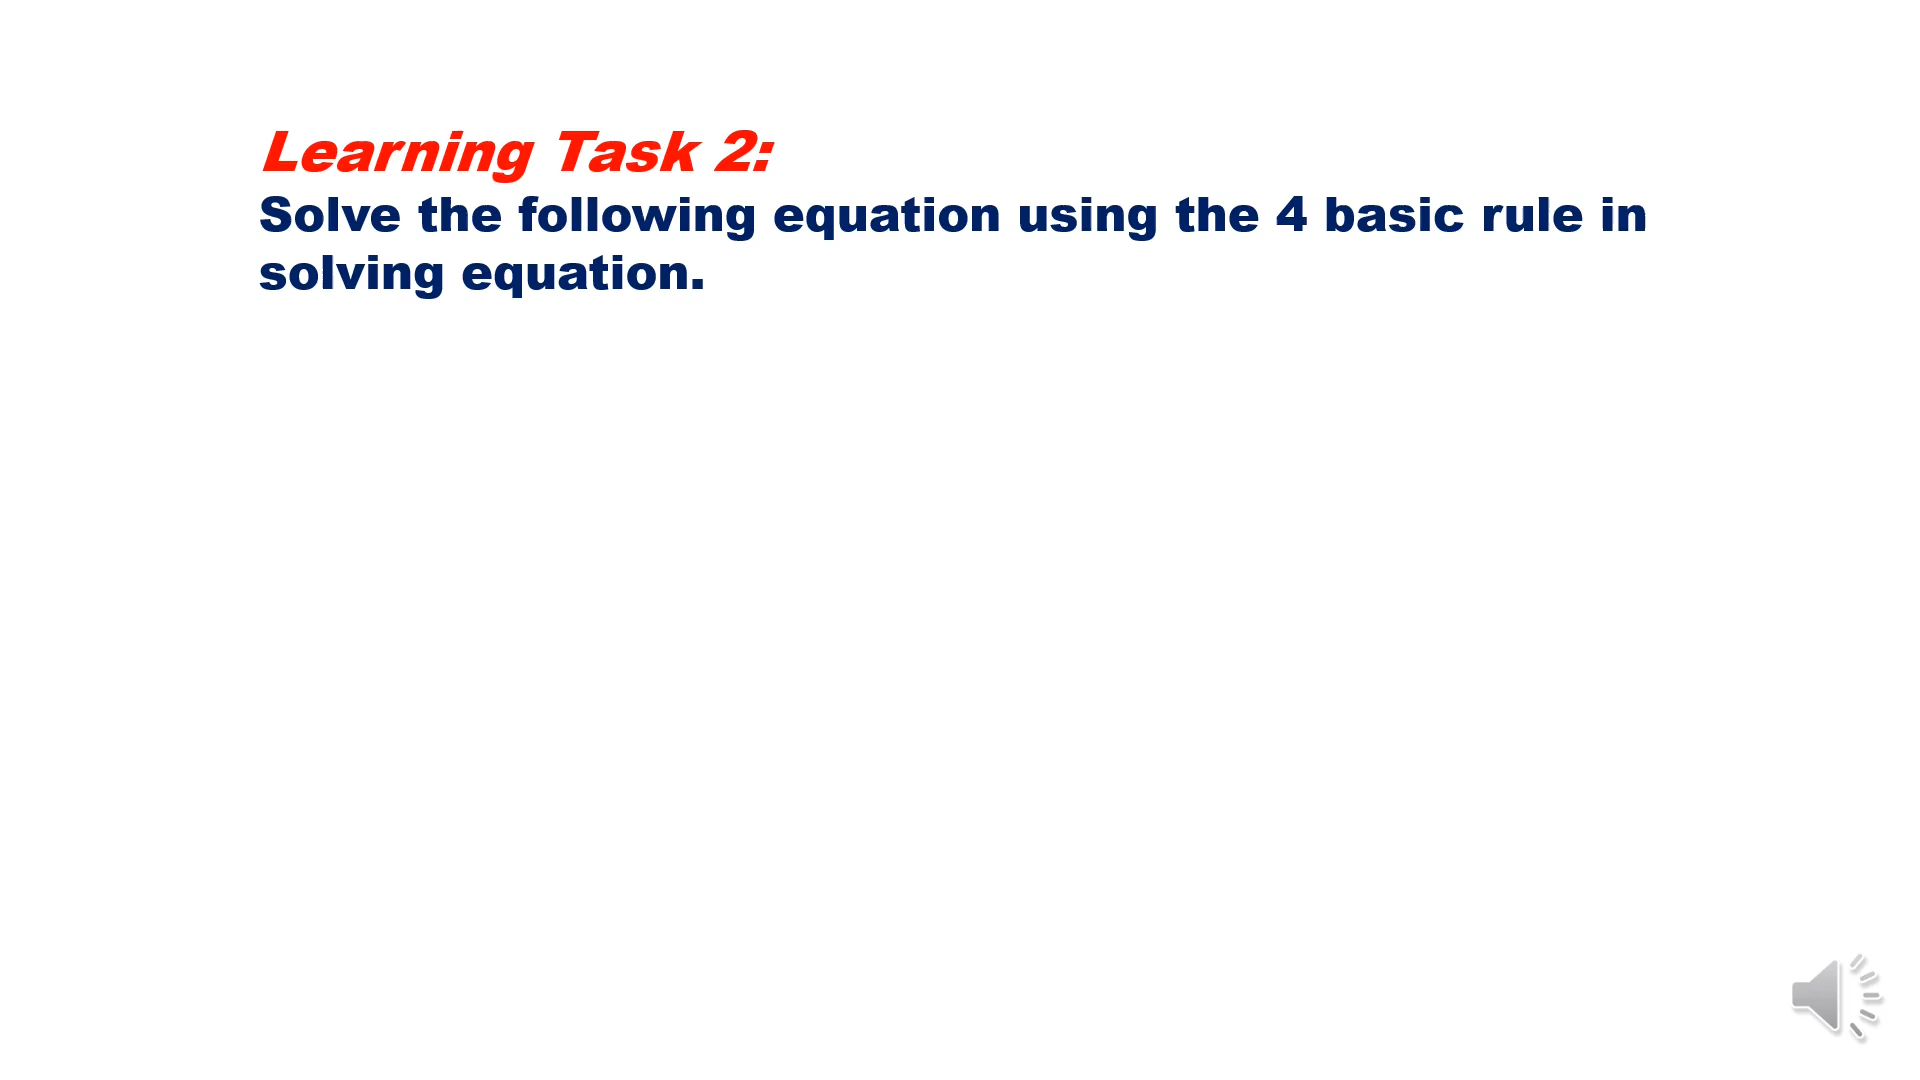 Learning Task 2:
Solve the following equation using the 4 basic rule in
solving equation.